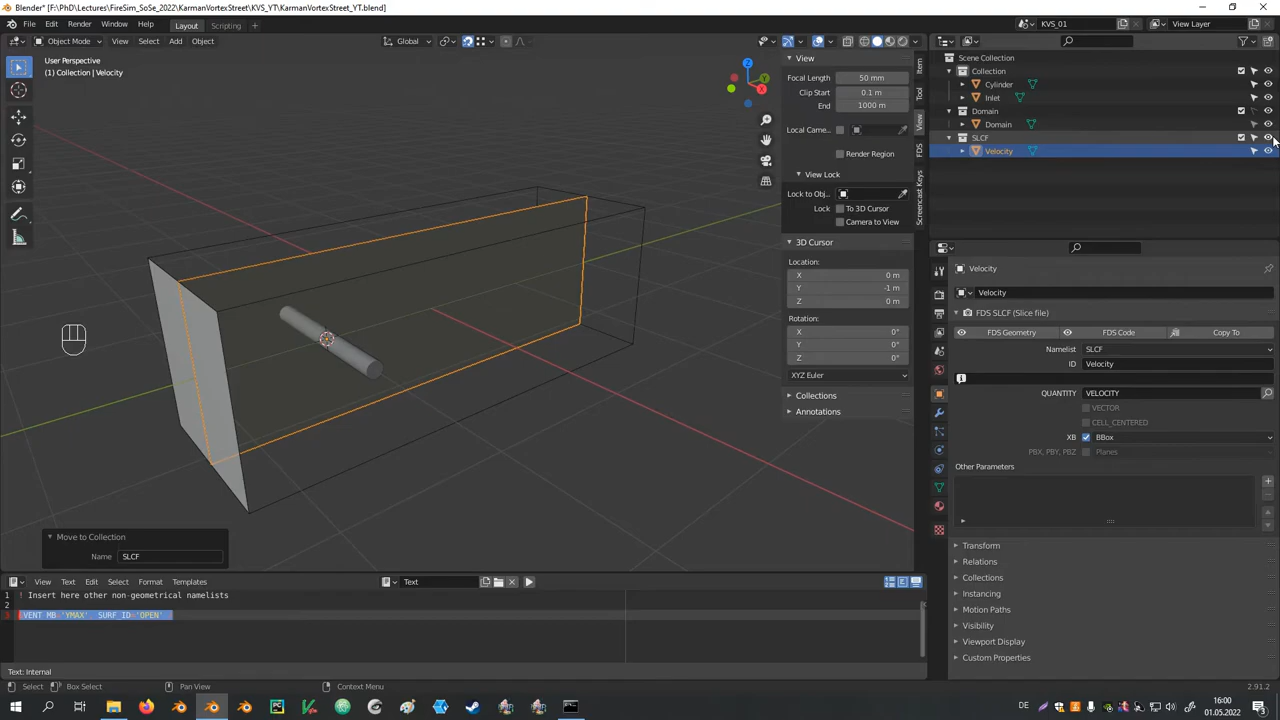 Blender* [F:\PhD\Lectures\FireSim_SoSe_2022\KarmanVortexStreet\KVS_YT\KarmanVortexStreet_YT.blend]
File Edit Render Window Help Layout Scripting +
KVS_01 View Layer
Object Mode View Select Add Object Global
User Perspective
(1) Collection | Velocity
X
Y
Z
View
Focal Length 50 mm
Clip Start 0.1 m
End 1000 m
Local Came..
Render Region
View Lock
Lock to Obj..
Lock To 3D Cursor
Camera to View
3D Cursor
Location:
X 0 m
Y -1 m
Z 0 m
Rotation:
X 0°
Y 0°
Z 0°
XYZ Euler
Collections
Annotations
Item
Tool
View
FDS
Screencast Keys
Scene Collection
Collection
Cylinder
Inlet
Domain
Domain
SLCF
Velocity
Velocity
Velocity
FDS SLCF (Slice file)
FDS Geometry FDS Code Copy To
Namelist SLCF
ID Velocity
QUANTITY VELOCITY
VECTOR
CELL_CENTERED
XB BBox
PBX, PBY, PBZ Planes
Other Parameters
Transform
Relations
Collections
Instancing
Motion Paths
Visibility
Viewport Display
Custom Properties
Move to Collection
Name SLCF
View Text Edit Select Format Templates Text
1 ! Insert here other non-geometrical namelists
2
3 VENT MB='YMAX', SURF_ID='OPEN'
Text: Internal
Select Box Select Pan View Context Menu 2.91.2
DE 16:00
01.05.2022